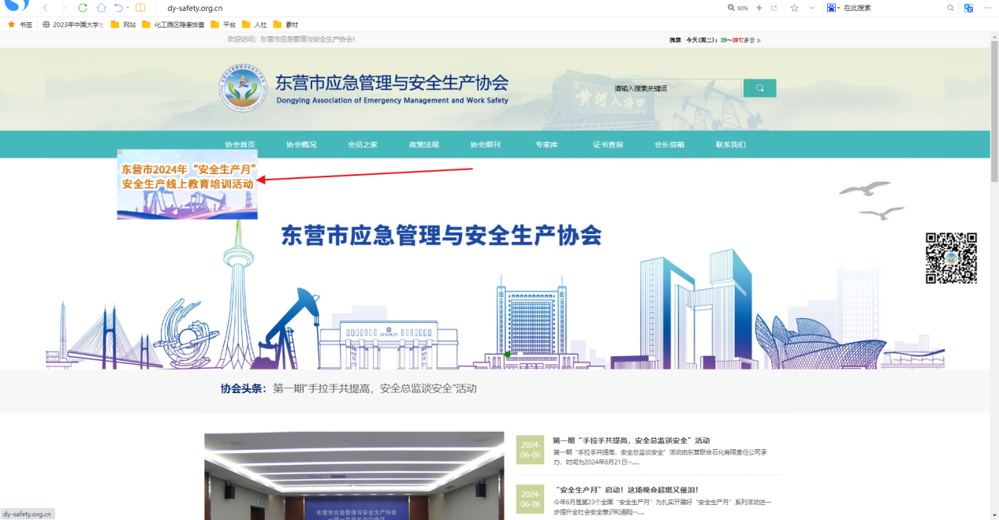 dy-safety.org.cn
90%
在此搜索
书签
2023年中国大学生
网站
化工园区隐患排查
平台
人社
素材
欢迎访问：东营市应急管理与安全生产协会!
今天(周二)：29～39℃多云
东营市应急管理与安全生产协会
Dongying Association of Emergency Management and Work Safety
黄河入海口
请输入搜索关键词
协会首页
协会概况
会员之家
政策法规
协会期刊
专家库
证书查询
会长信箱
联系我们
东营市2024年“安全生产月”
安全生产线上教育培训活动
东营市应急管理与安全生产协会
协会头条：第一期“手拉手共提高，安全总监谈安全”活动
2024-
06-06
第一期“手拉手共提高，安全总监谈安全”活动
第一期“手拉手共提高、安全总监谈安全”活动由东营联合石化有限责任公司承
办，时间为2024年6月21日···....
2024-
06-06
“安全生产月”启动！这场晚会超燃又催泪！
今年6月是第23个全国“安全生产月”为扎实开展好“安全生产月”系列活动进一
步提升全社会安全意识和避险···....
东营市应急管理与安全生产协会
一届一次会长办公会议
dy-safety.org.cn